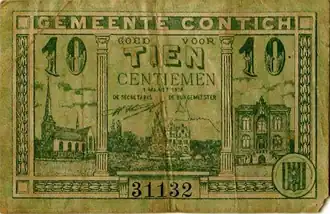 GEMEENTE CONTICH
10 GOED VOOR 10
TIEN
CENTIEMEN
DE SECRETARIS DE BURGEMEESTER
31132